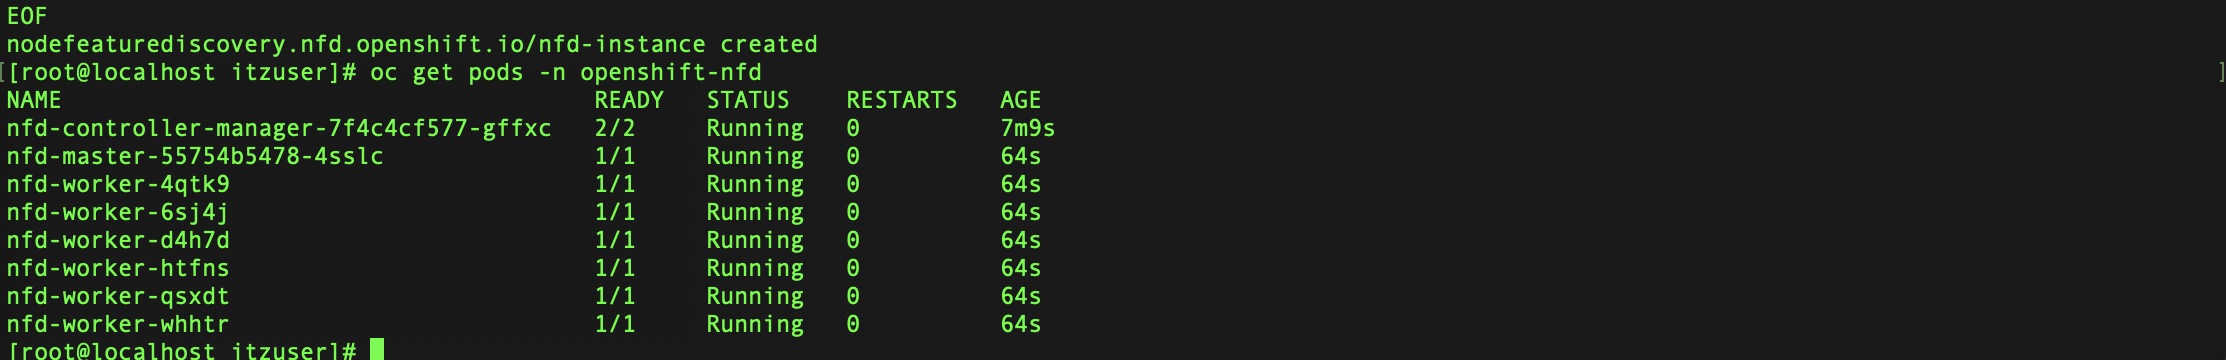 EOF
nodefeaturediscovery.nfd.openshift.io/nfd-instance created
[[root@localhost itzuser]# oc get pods -n openshift-nfd ]
NAME READY STATUS RESTARTS AGE
nfd-controller-manager-7f4c4cf577-gffxc 2/2 Running 0 7m9s
nfd-master-55754b5478-4sslc 1/1 Running 0 64s
nfd-worker-4qtk9 1/1 Running 0 64s
nfd-worker-6sj4j 1/1 Running 0 64s
nfd-worker-d4h7d 1/1 Running 0 64s
nfd-worker-htfns 1/1 Running 0 64s
nfd-worker-qsxdt 1/1 Running 0 64s
nfd-worker-whhtr 1/1 Running 0 64s
[root@localhost itzuser]#